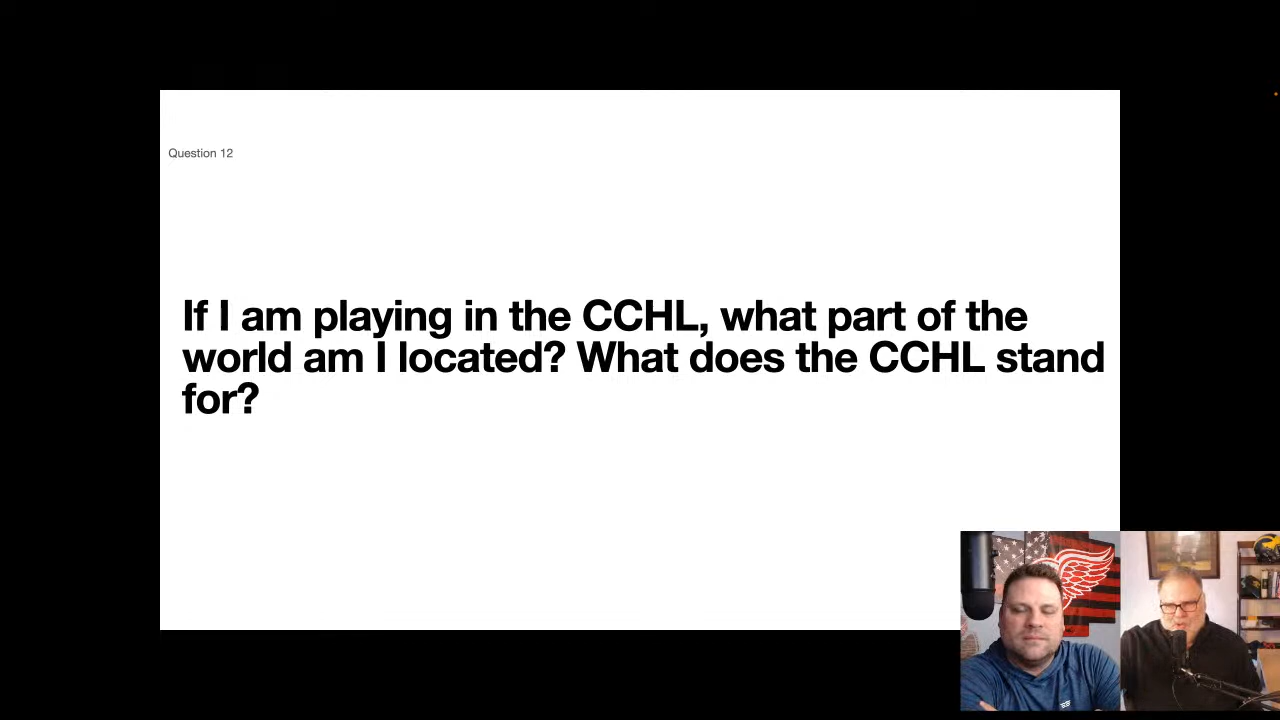 Question 12
If I am playing in the CCHL, what part of the
world am I located? What does the CCHL stand
for?